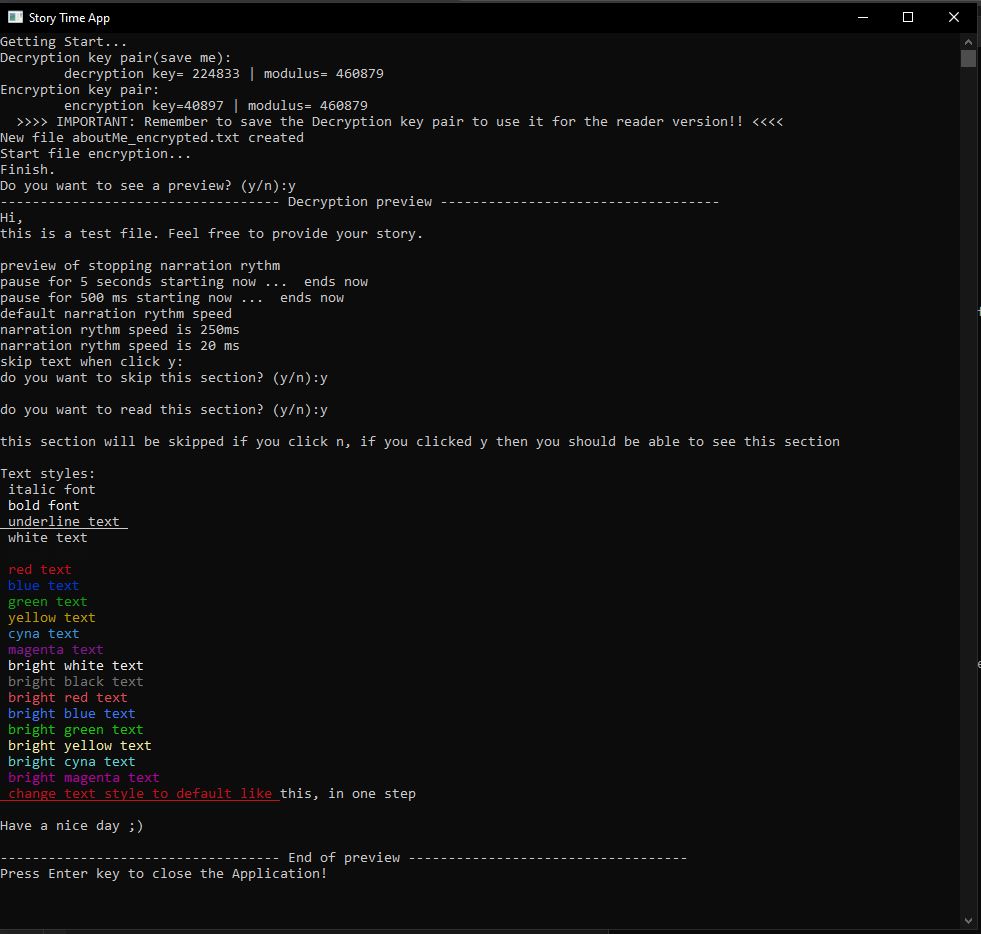 Story Time App
Getting Start...
Decryption key pair(save me):
        decryption key= 224833 | modulus= 460879
Encryption key pair:
        encryption key=40897 | modulus= 460879
  >>>> IMPORTANT: Remember to save the Decryption key pair to use it for the reader version!! <<<<
New file aboutMe_encrypted.txt created
Start file encryption...
Finish.
Do you want to see a preview? (y/n):y
----------------------------------- Decryption preview -----------------------------------
Hi,
this is a test file. Feel free to provide your story.

preview of stopping narration rythm
pause for 5 seconds starting now ...  ends now
pause for 500 ms starting now ...  ends now
default narration rythm speed
narration rythm speed is 250ms
narration rythm speed is 20 ms
skip text when click y:
do you want to skip this section? (y/n):y

do you want to read this section? (y/n):y

this section will be skipped if you click n, if you clicked y then you should be able to see this section

Text styles:
 italic font
 bold font
 underline text
 white text

 red text
 blue text
 green text
 yellow text
 cyna text
 magenta text
 bright white text
 bright black text
 bright red text
 bright blue text
 bright green text
 bright yellow text
 bright cyna text
 bright magenta text
 change text style to default like this, in one step

Have a nice day ;)

----------------------------------- End of preview -----------------------------------
Press Enter key to close the Application!